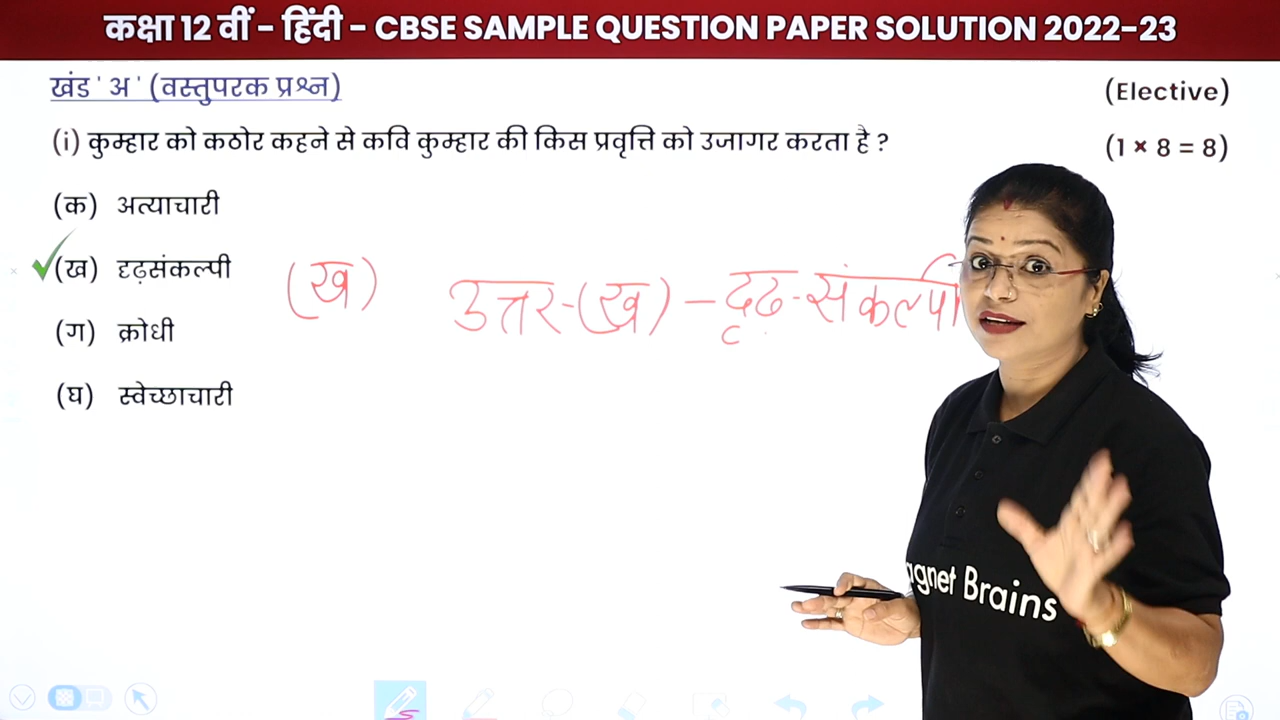 कक्षा 12 वीं - हिंदी - CBSE SAMPLE QUESTION PAPER SOLUTION 2022-23
खंड ' अ ' (वस्तुपरक प्रश्न) (Elective)
(i) कुम्हार को कठोर कहने से कवि कुम्हार की किस प्रवृत्ति को उजागर करता है ? (1 × 8 = 8)
(क) अत्याचारी
(ख) दृढ़संकल्पी (ख) उत्तर-(ख) – दृढ़-संकल्पी
(ग) क्रोधी
(घ) स्वेच्छाचारी
agnet Brains